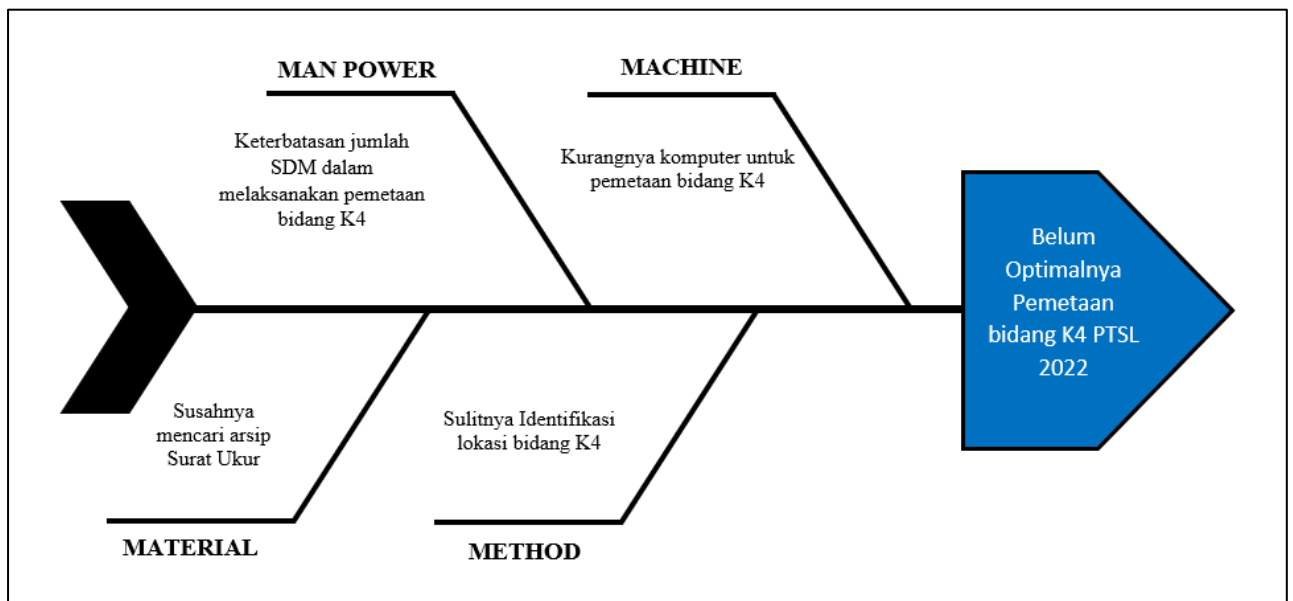 MAN POWER
Keterbatasan jumlah
SDM dalam
melaksanakan pemetaan
bidang K4
MACHINE
Kurangnya komputer untuk
pemetaan bidang K4
Belum
Optimalnya
Pemetaan
bidang K4 PTSL
2022
Susahnya
mencari arsip
Surat Ukur
MATERIAL
Sulitnya Identifikasi
lokasi bidang K4
METHOD